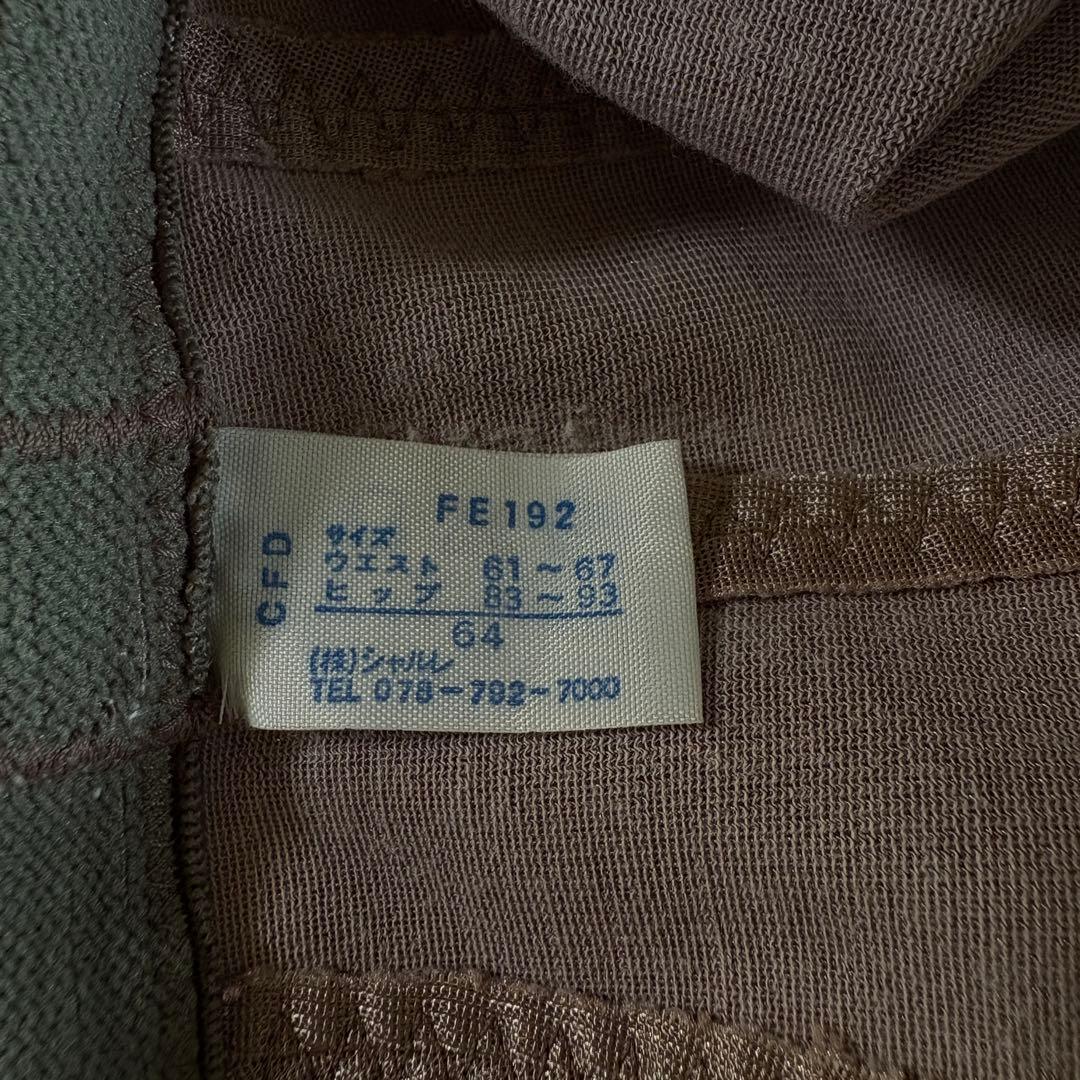 FE192
サイズ
ウエスト 61~67
ヒップ 83~93
64
(株)シャルレ
TEL 078-792-7000
CFD